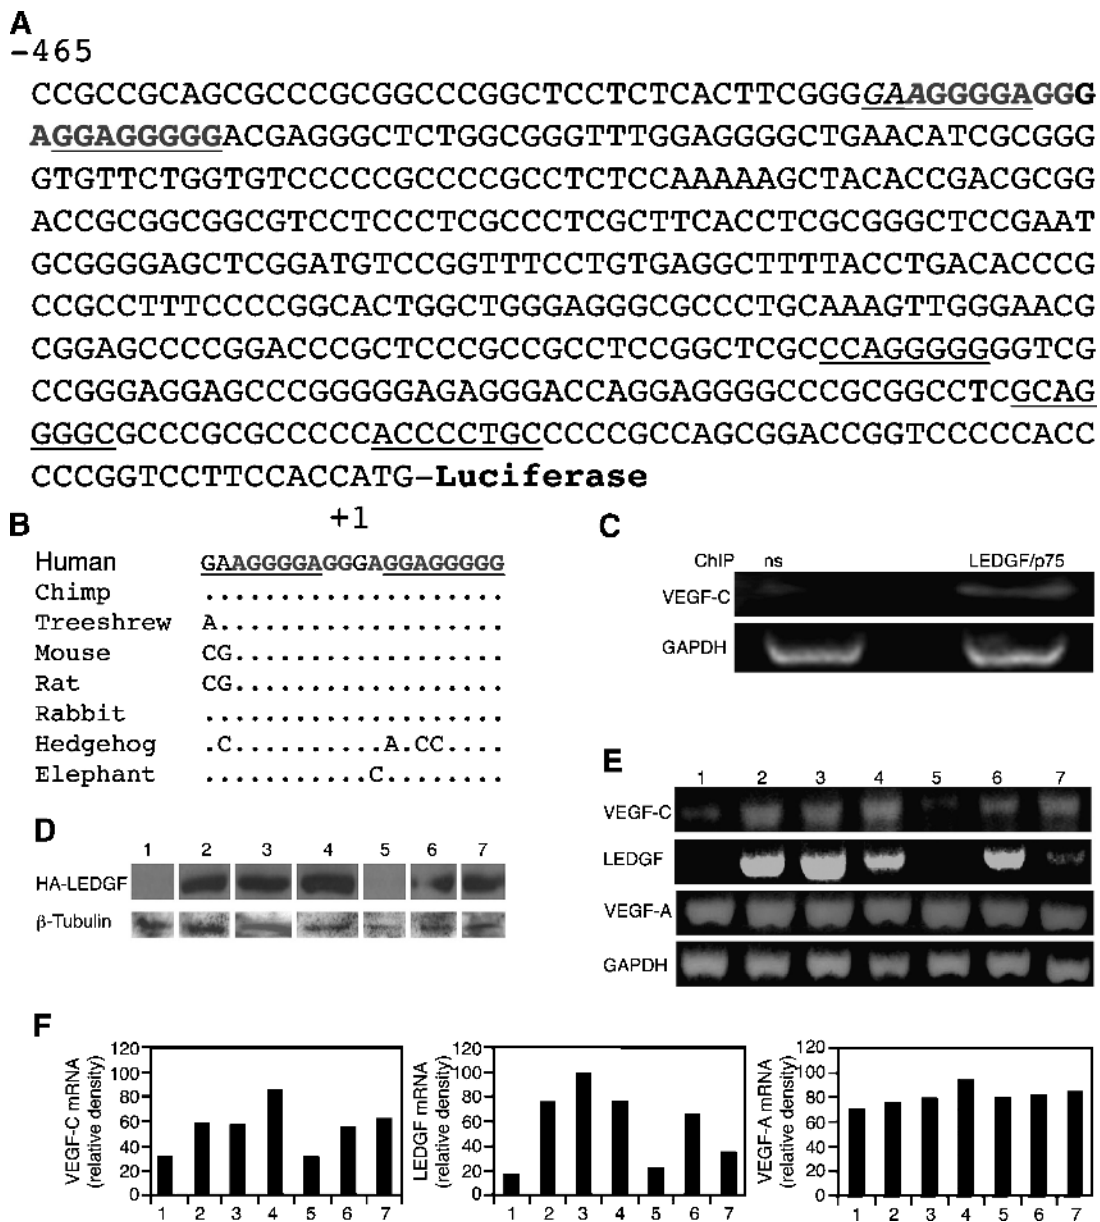 A
−465
CCGCCGCAGCGCCCGCGGCCCGGCTCCTCTCACTTCGGGGAAGGGGAGGG
AGGAGGGGGACGAGGGCTCTGGCGGGTTTGGAGGGGCTGAACATCGCGGG
GTGTTCTGGTGTCCCCCGCCCCGCCTCTCCAAAAAGCTACACCGACGCGG
ACCGCGGCGGCGTCCTCCCTCGCCCTCGCTTCACCTCGCGGGCTCCGAAT
GCGGGGAGCTCGGATGTCCGGTTTCCTGTGAGGCTTTTACCTGACACCCG
CCGCCTTTCCCCGGCACTGGCTGGGAGGGCGCCCTGCAAAGTTGGGAACG
CGGAGCCCCGGACCCGCTCCCGCCGCCTCCGGCTCGCCCAGGGGGGGTCG
CCGGGAGGAGCCCGGGGGAGAGGGACCAGGAGGGGCCCGCGGCCTCGCAG
GGGCGCCCGCGCCCCCACCCCTGCCCCCGCCAGCGGACCGGTCCCCCACC
CCCGGTCCTTCCACCATG–Luciferase
+1
B
Human GAAGGGGAGGGAGGAGGGGG
Chimp ....................
Treeshrew A...................
Mouse CG..................
Rat CG..................
Rabbit ....................
Hedgehog .C..........A.CC....
Elephant ...........C........
C
ChIP ns LEDGF/p75
VEGF-C
GAPDH
D
1 2 3 4 5 6 7
HA-LEDGF
β-Tubulin
E
1 2 3 4 5 6 7
VEGF-C
LEDGF
VEGF-A
GAPDH
F
VEGF-C mRNA
(relative density)
120
100
80
60
40
20
0
1 2 3 4 5 6 7
LEDGF mRNA
(relative density)
120
100
80
60
40
20
0
1 2 3 4 5 6 7
VEGF-A mRNA
(relative density)
120
100
80
60
40
20
0
1 2 3 4 5 6 7